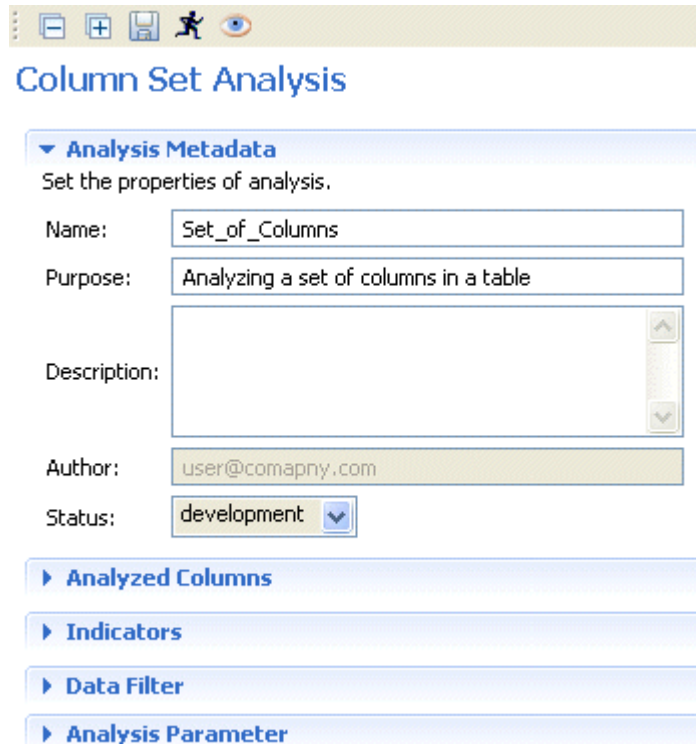 Column Set Analysis
Analysis Metadata
Set the properties of analysis.
Name: Set_of_Columns
Purpose: Analyzing a set of columns in a table
Description:
Author: user@comapny.com
Status: development
Analyzed Columns
Indicators
Data Filter
Analysis Parameter